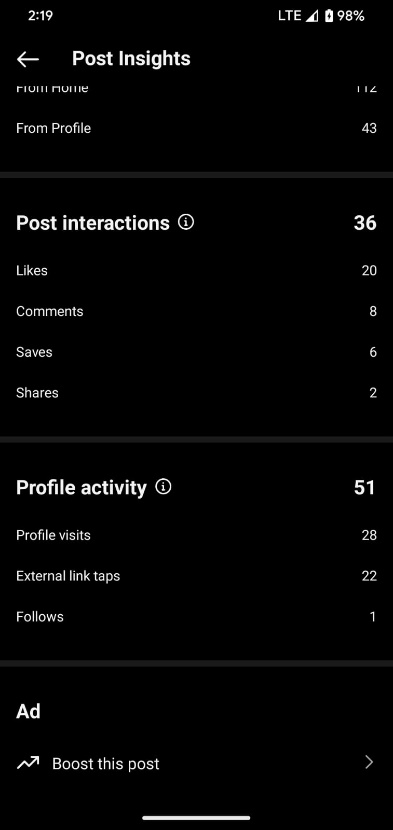 2:19 LTE 98%
Post Insights
From Home 112
From Profile 43
Post interactions 36
Likes 20
Comments 8
Saves 6
Shares 2
Profile activity 51
Profile visits 28
External link taps 22
Follows 1
Ad
Boost this post